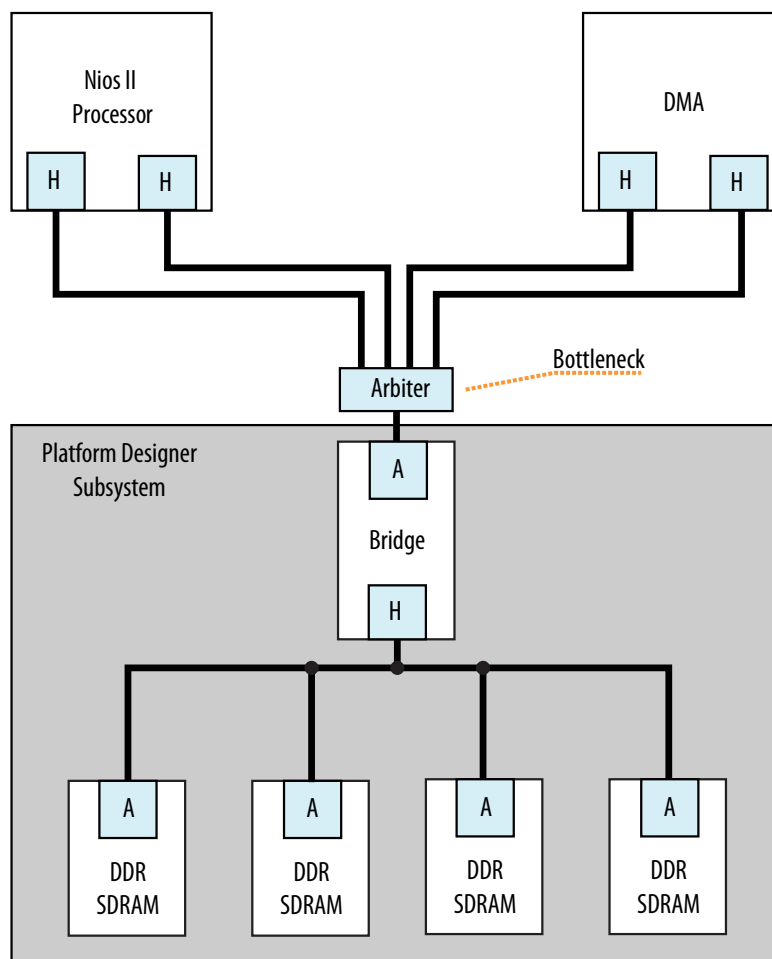 Nios II
Processor
DMA
H
H
H
H
Bottleneck
Arbiter
Platform Designer
Subsystem
A
Bridge
H
A
A
A
A
DDR
SDRAM
DDR
SDRAM
DDR
SDRAM
DDR
SDRAM